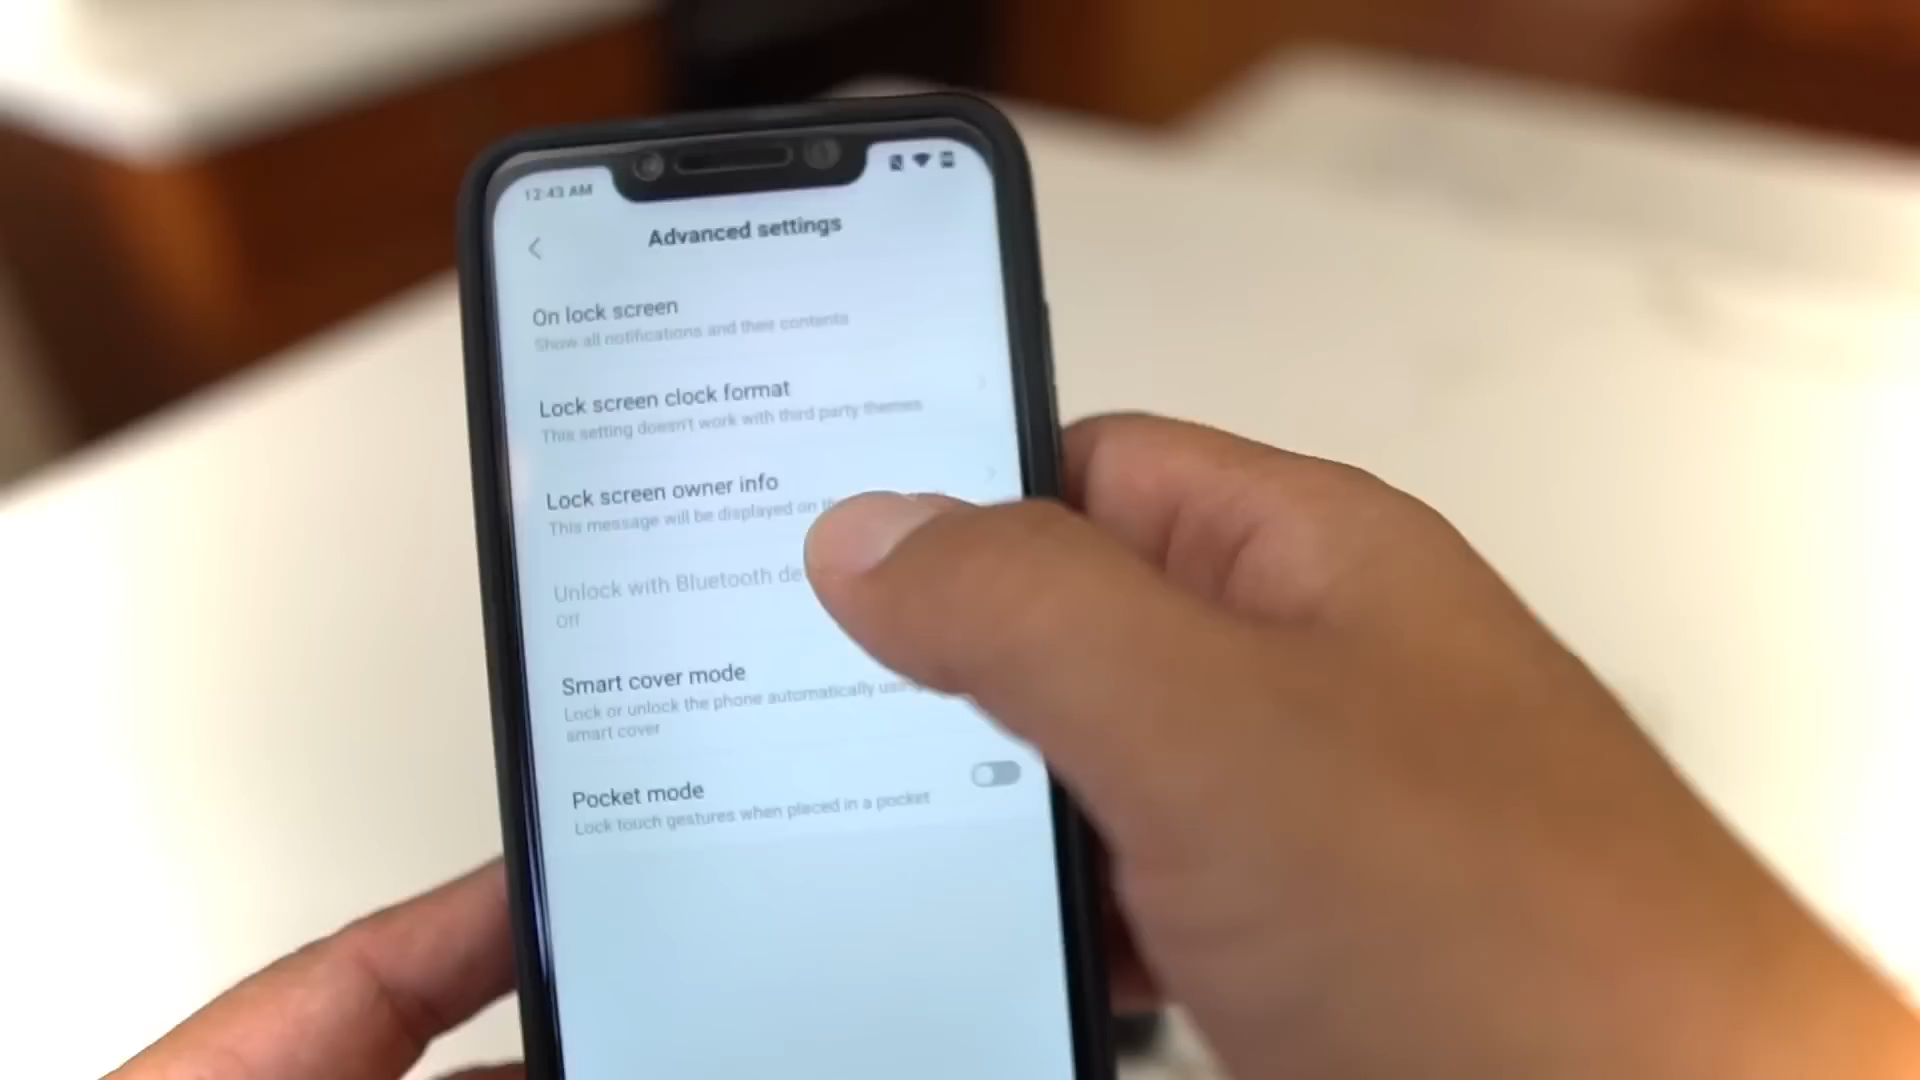 12:43 AM
Advanced settings
On lock screen
Show all notifications and their contents
Lock screen clock format
This setting doesn't work with third party themes
Lock screen owner info
This message will be displayed on
Unlock with Bluetooth
Off
Smart cover mode
Lock or unlock the phone automatically
smart cover
Pocket mode
Lock touch gestures when placed in a pocket